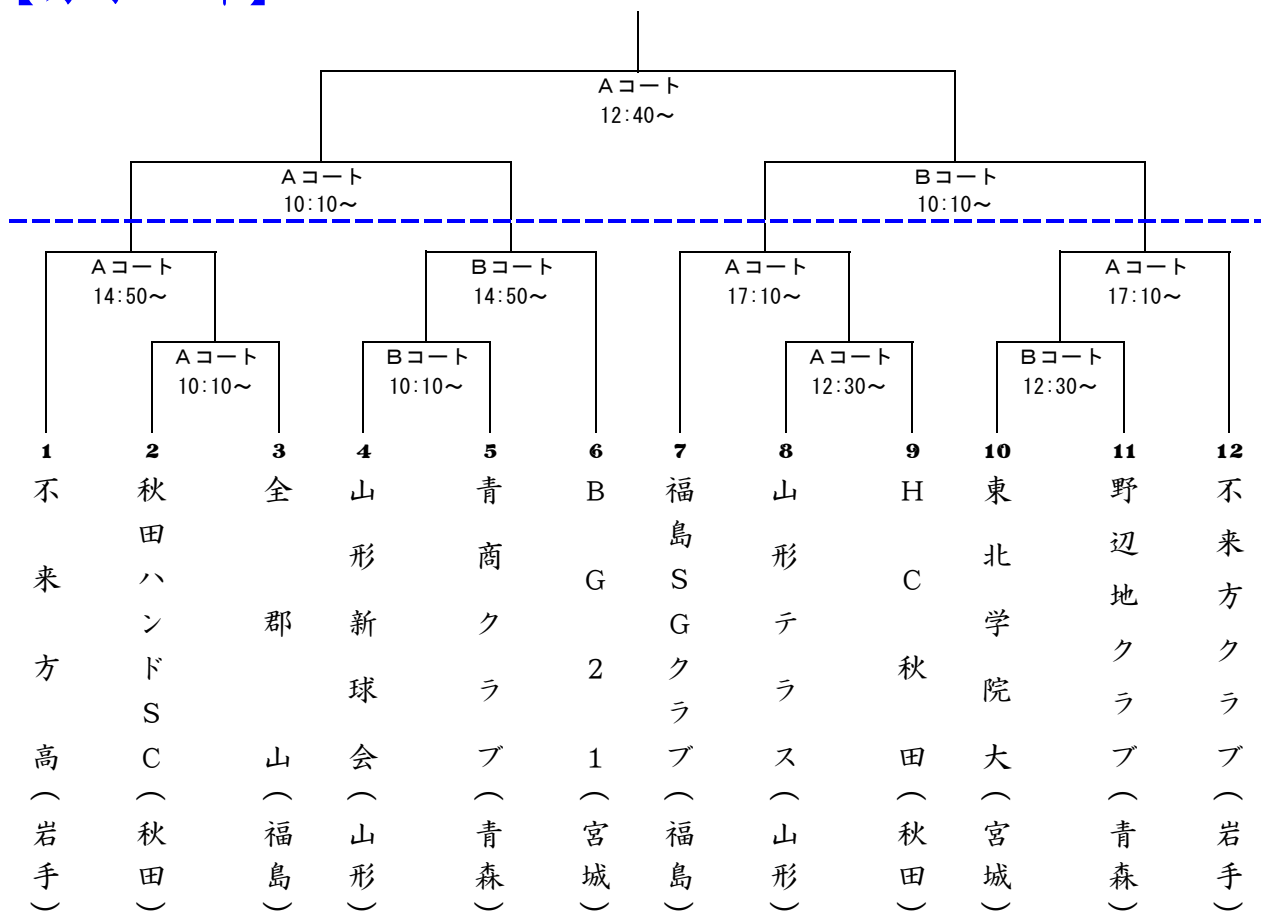 Aコート
12:40～
Aコート
10:10～
Bコート
10:10～
Aコート
14:50～
Bコート
14:50～
Aコート
17:10～
Aコート
17:10～
Aコート
10:10～
Bコート
10:10～
Aコート
12:30～
Bコート
12:30～
1
2
3
4
5
6
7
8
9
10
11
12
不来方高（岩手）
秋田ハンドSC（秋田）
全郡山（福島）
山形新球会（山形）
青商クラブ（青森）
BG21（宮城）
福島SGクラブ（福島）
山形テラス（山形）
HC秋田（秋田）
東北学院大（宮城）
野辺地クラブ（青森）
不来方クラブ（岩手）